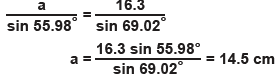 a / sin 55.98° = 16.3 / sin 69.02°
a = 16.3 sin 55.98° / sin 69.02° = 14.5 cm